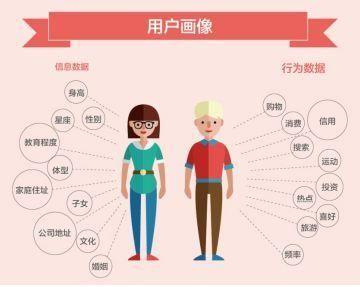 用户画像
信息数据
身高
星座
性别
教育程度
体型
家庭住址
子女
公司地址
文化
婚姻
行为数据
购物
消费
信用
搜索
运动
投资
热点
喜好
旅游
频率